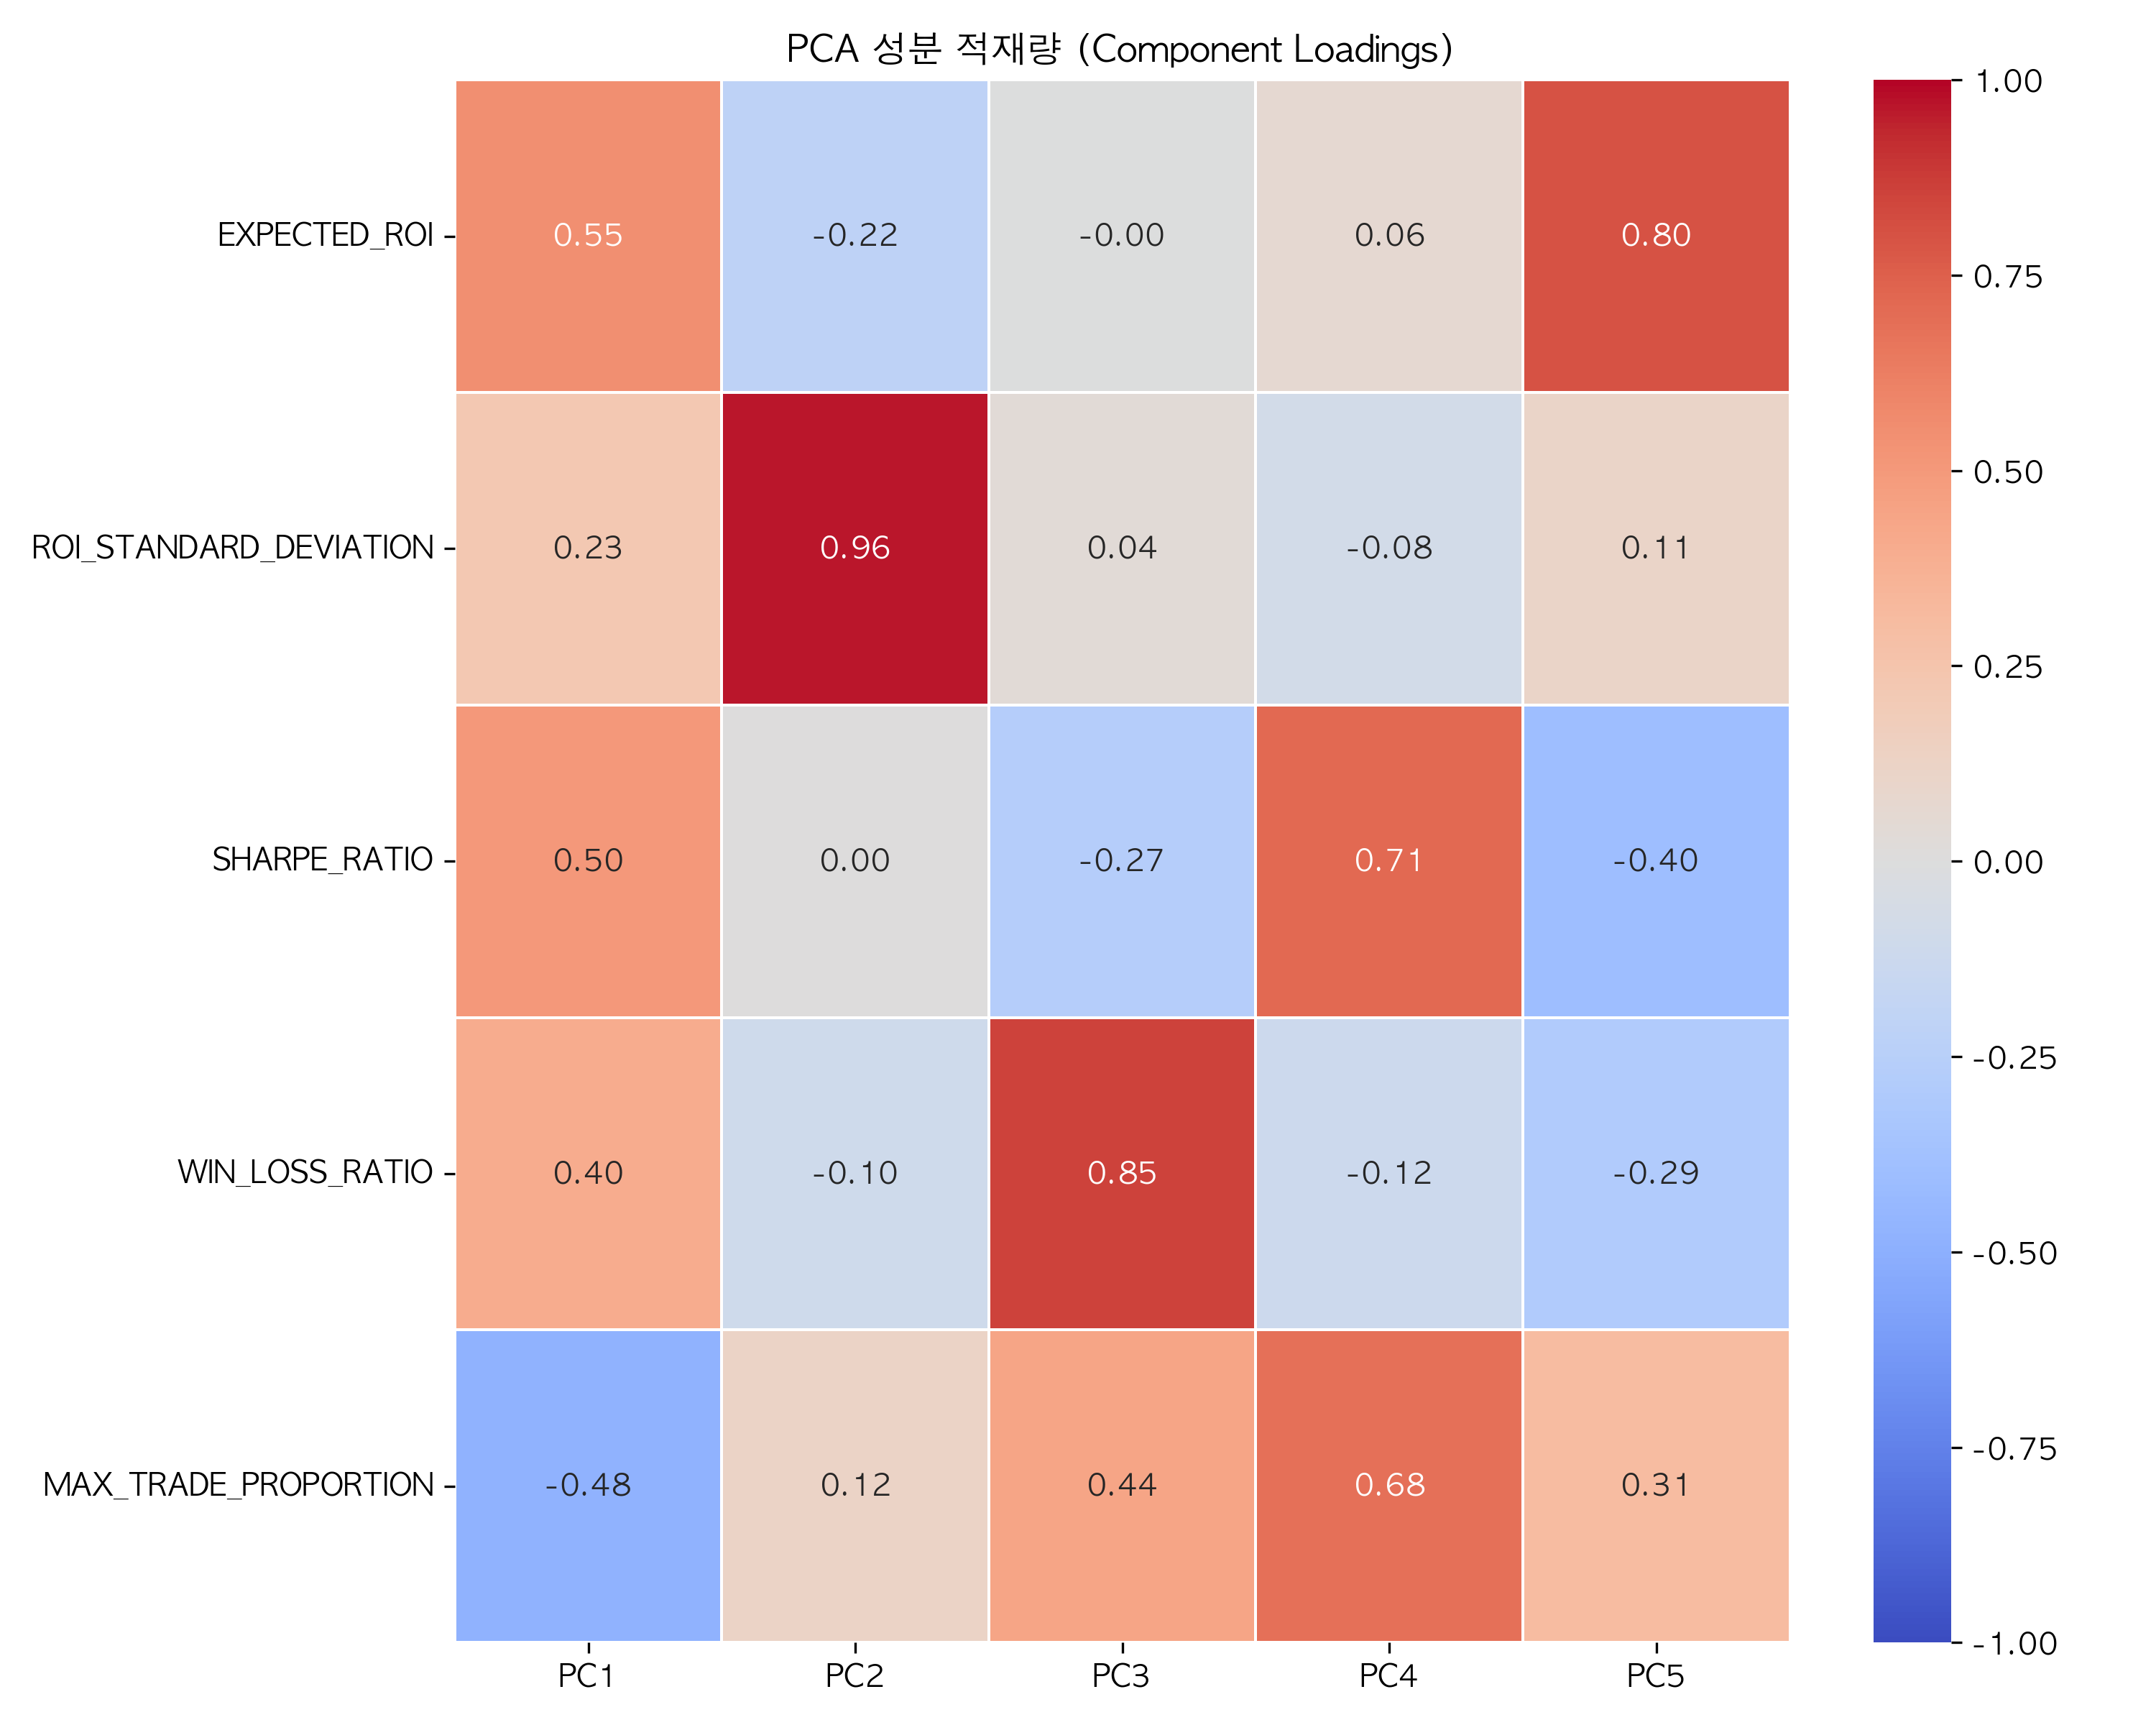 PCA 성분 적재량 (Component Loadings)
EXPECTED_ROI 0.55 -0.22 -0.00 0.06 0.80
ROI_STANDARD_DEVIATION 0.23 0.96 0.04 -0.08 0.11
SHARPE_RATIO 0.50 0.00 -0.27 0.71 -0.40
WIN_LOSS_RATIO 0.40 -0.10 0.85 -0.12 -0.29
MAX_TRADE_PROPORTION -0.48 0.12 0.44 0.68 0.31
PC1 PC2 PC3 PC4 PC5
1.00
0.75
0.50
0.25
0.00
-0.25
-0.50
-0.75
-1.00